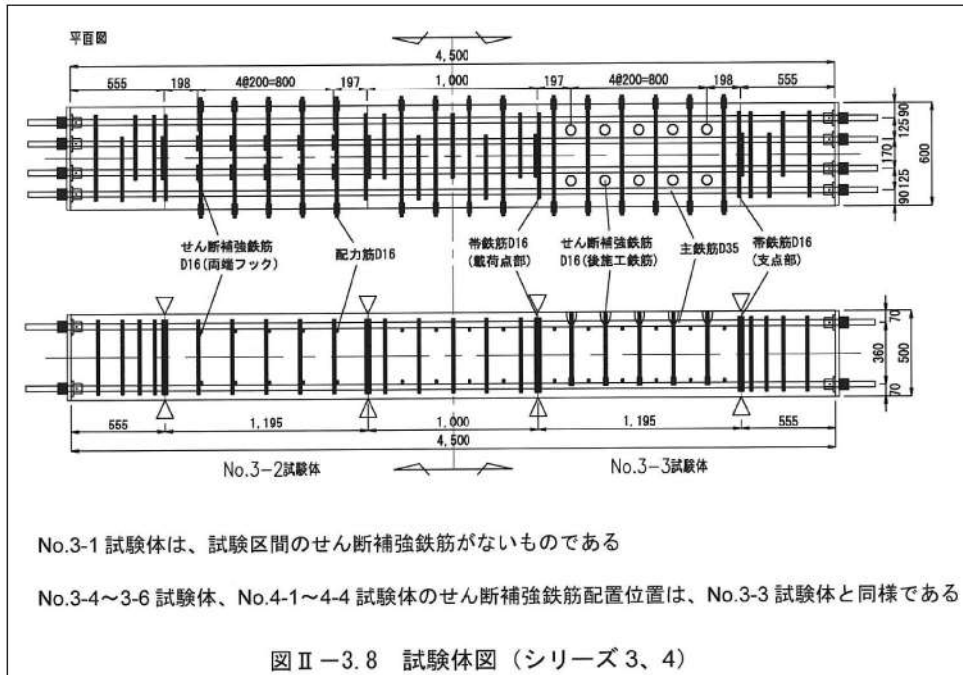 平面図
4,500
555 198 4@200=800 197 1,000 197 4@200=800 198 555
90
125
170
125
90
600
せん断補強鉄筋
D16(両端フック)
配力筋D16
帯鉄筋D16
(載荷点部)
せん断補強鉄筋
D16(後施工鉄筋)
主鉄筋D35
帯鉄筋D16
(支点部)
70
360
70
500
555 1,195 1,000 1,195 555
4,500
No.3-2試験体
No.3-3試験体
No.3-1 試験体は、試験区間のせん断補強鉄筋がないものである
No.3-4～3-6 試験体、No.4-1～4-4 試験体のせん断補強鉄筋配置位置は、No.3-3 試験体と同様である
図Ⅱ-3.8 試験体図（シリーズ 3、4）